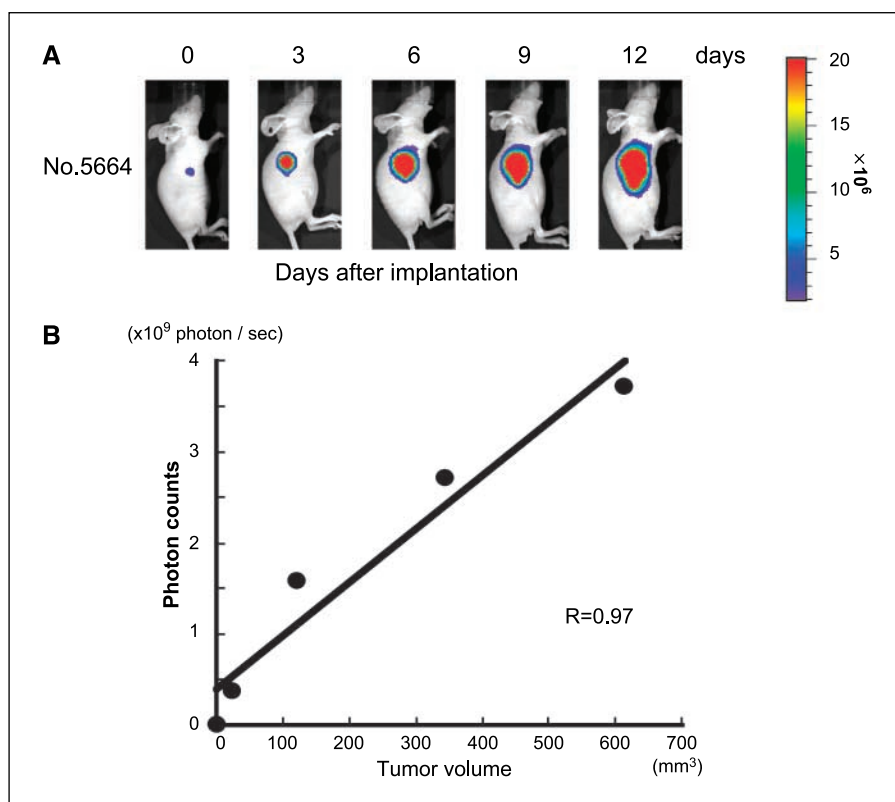 A
0 3 6 9 12 days
No.5664
Days after implantation
20
15
10
5
×10⁶
B
(x10⁹ photon / sec)
Photon counts
4
3
2
1
0
R=0.97
0 100 200 300 400 500 600 700
Tumor volume (mm³)